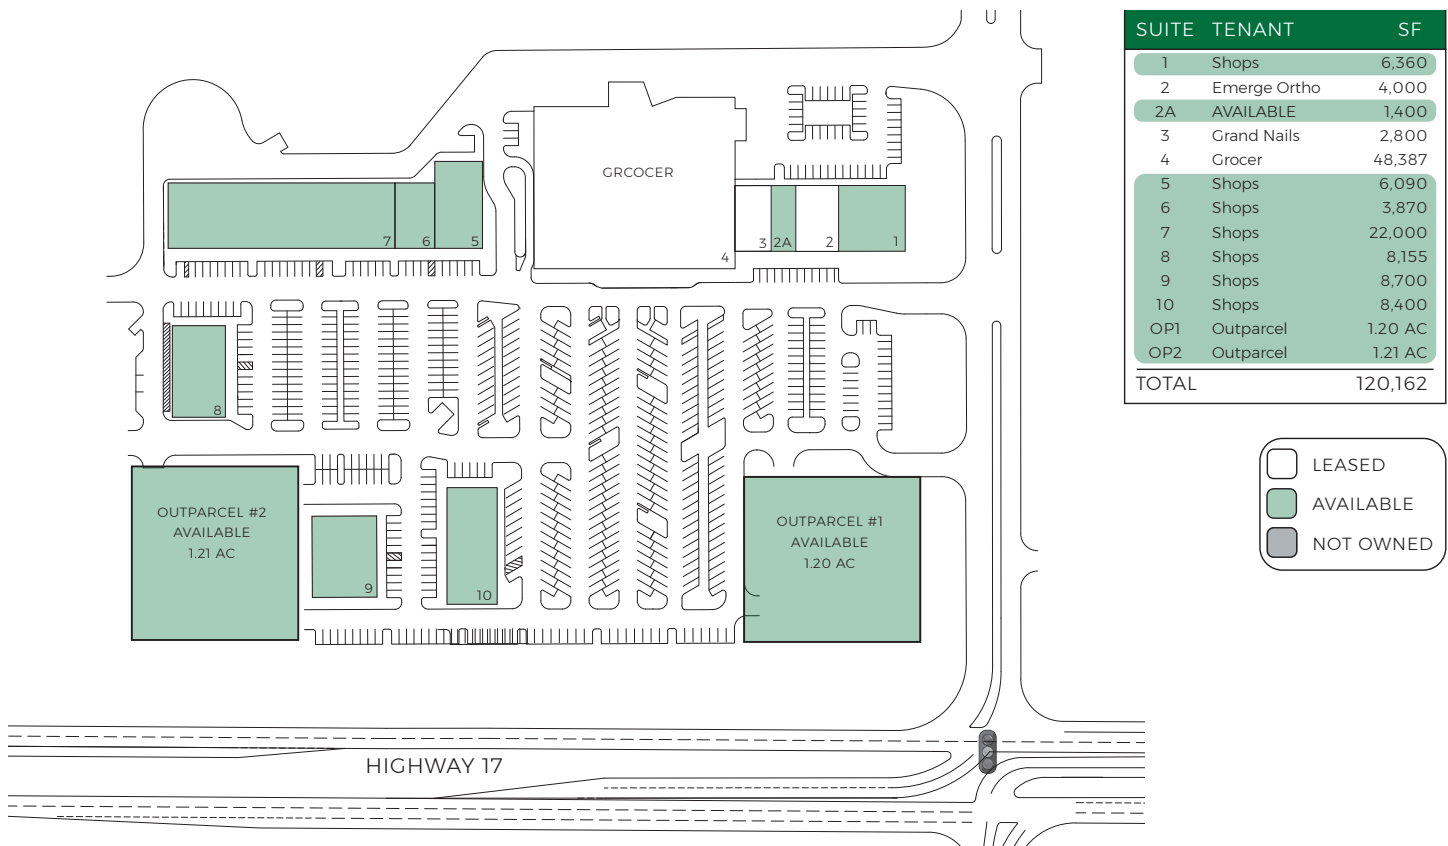 SUITE TENANT SF
1 Shops 6,360
2 Emerge Ortho 4,000
2A AVAILABLE 1,400
3 Grand Nails 2,800
4 Grocer 48,387
5 Shops 6,090
6 Shops 3,870
7 Shops 22,000
8 Shops 8,155
9 Shops 8,700
10 Shops 8,400
OP1 Outparcel 1.20 AC
OP2 Outparcel 1.21 AC
TOTAL 120,162
LEASED
AVAILABLE
NOT OWNED
GRCOCER
7 6 5
3 2A 2 1
4
8
OUTPARCEL #2
AVAILABLE
1.21 AC
OUTPARCEL #1
AVAILABLE
1.20 AC
9
10
HIGHWAY 17